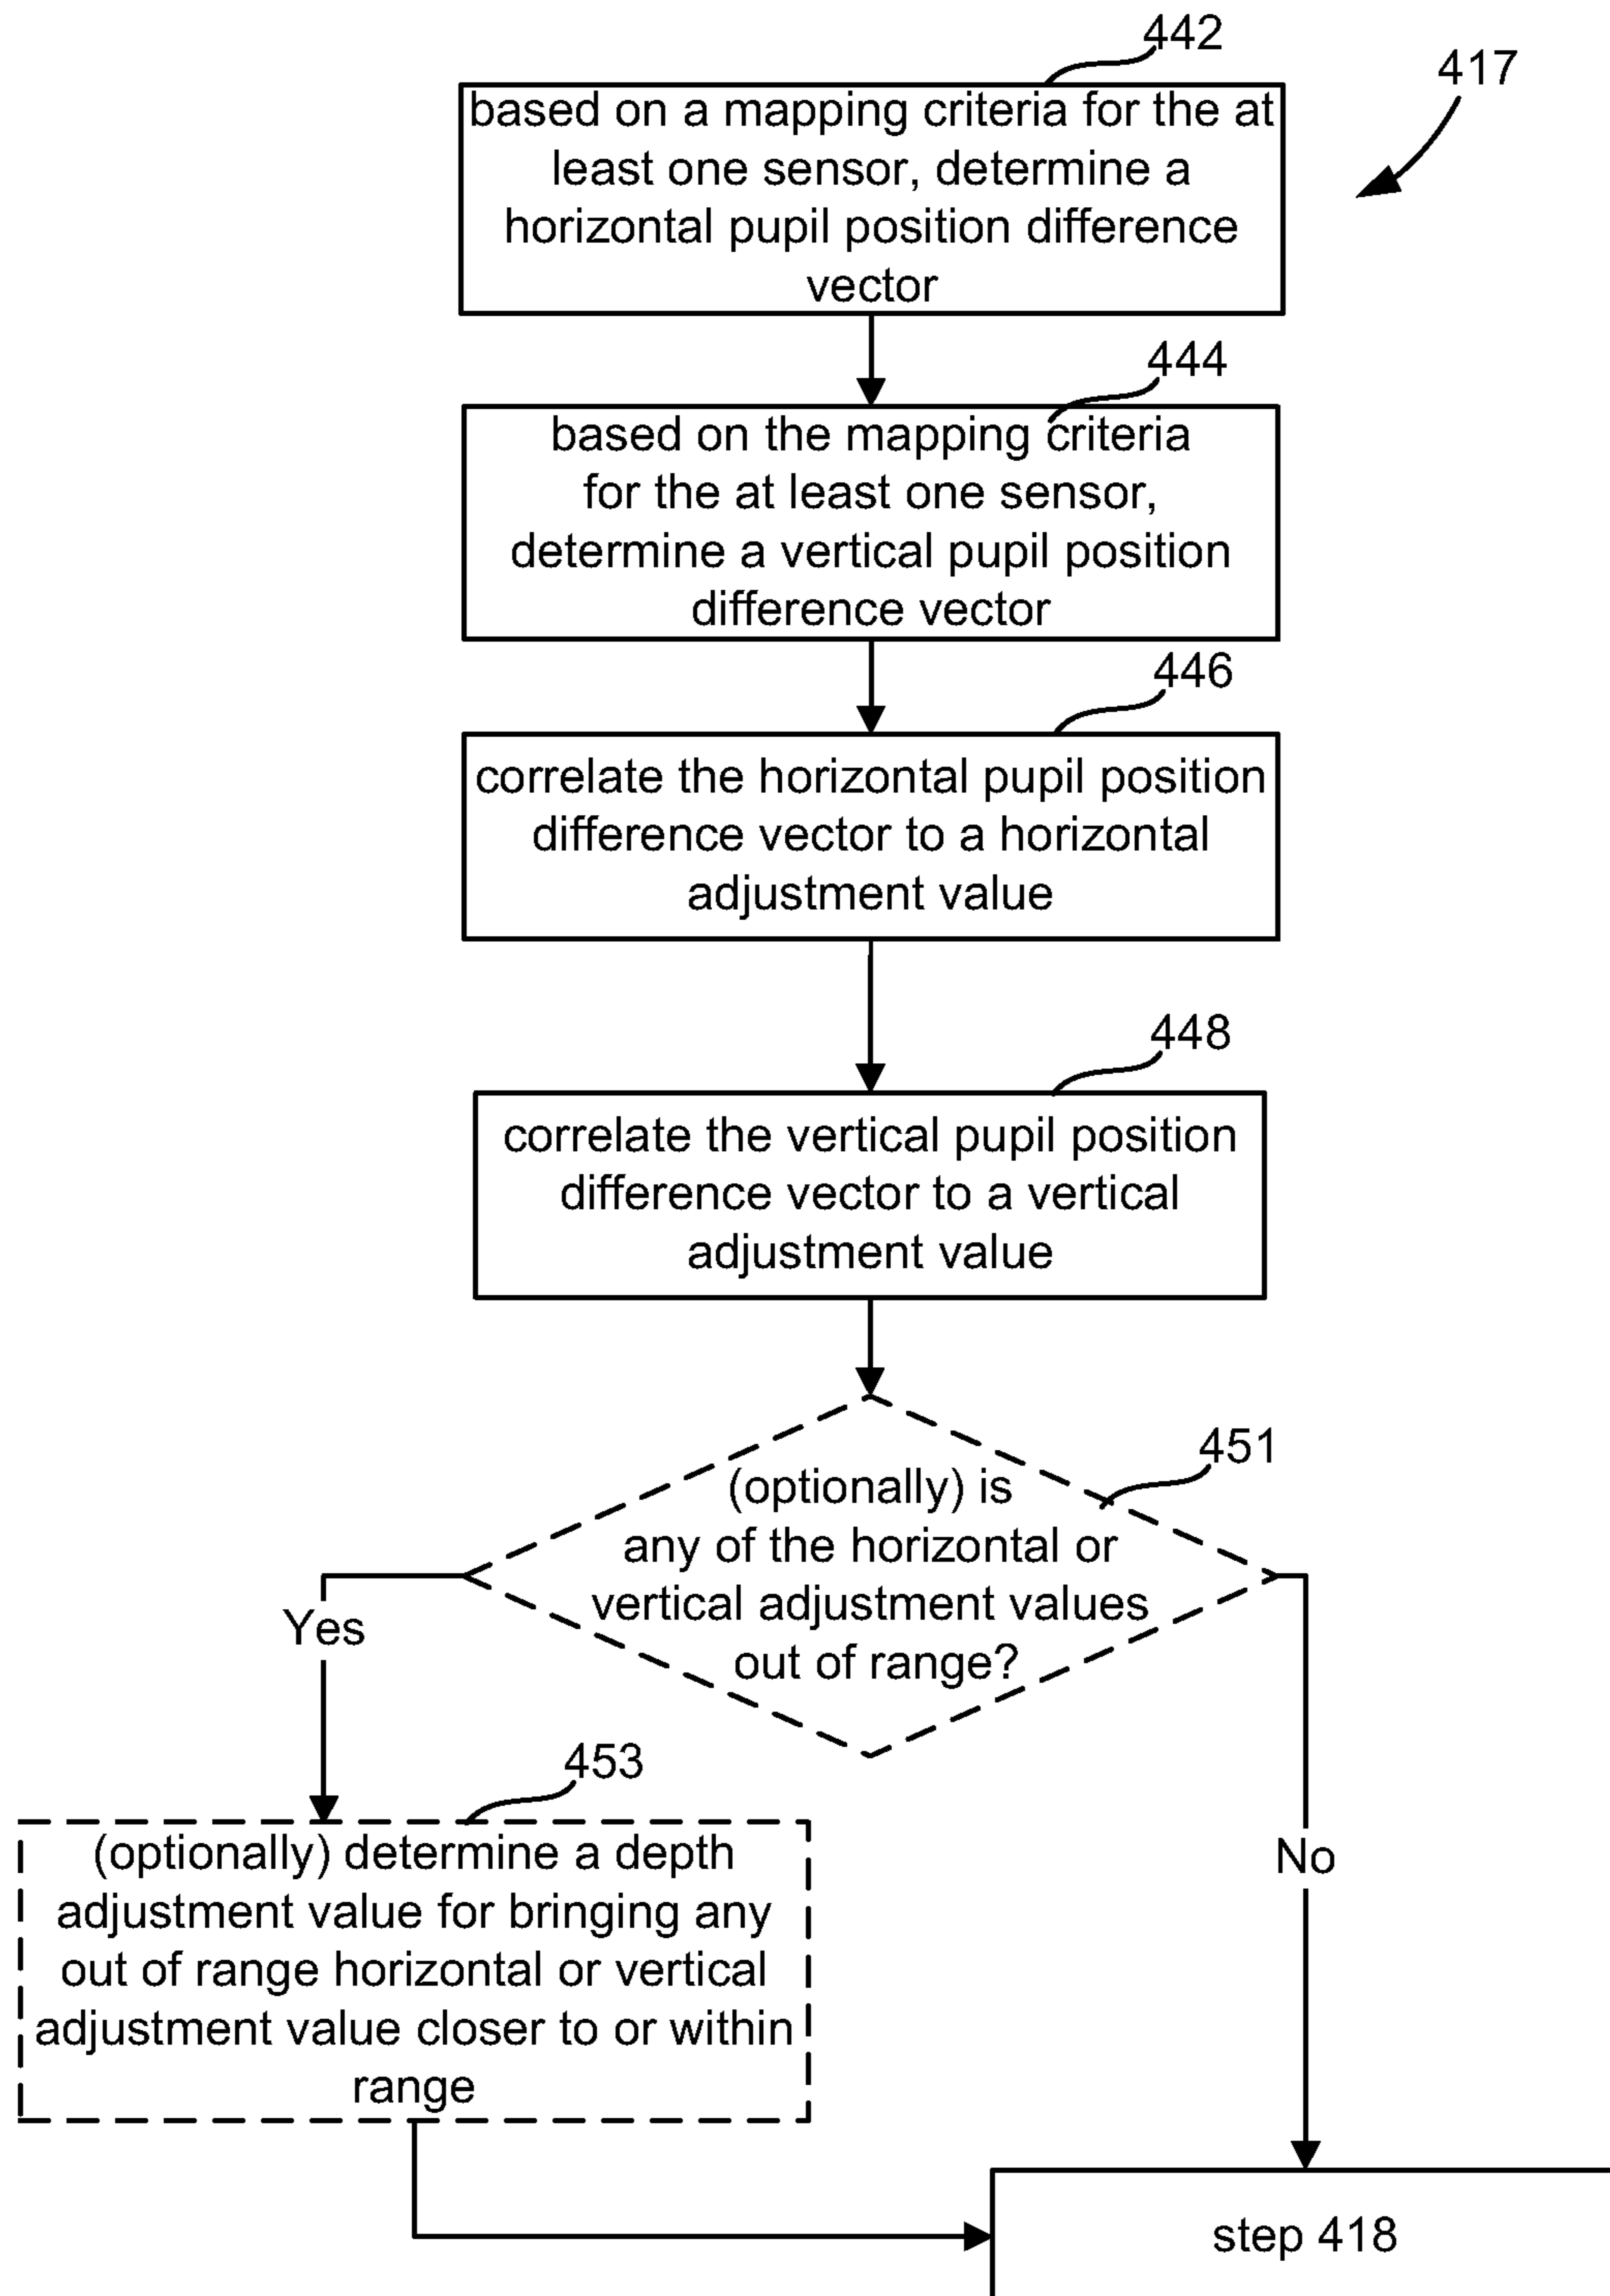 442
417
based on a mapping criteria for the at
least one sensor, determine a
horizontal pupil position difference
vector
444
based on the mapping criteria
for the at least one sensor,
determine a vertical pupil position
difference vector
446
correlate the horizontal pupil position
difference vector to a horizontal
adjustment value
448
correlate the vertical pupil position
difference vector to a vertical
adjustment value
451
(optionally) is
any of the horizontal or
vertical adjustment values
out of range?
Yes
453
(optionally) determine a depth
adjustment value for bringing any
out of range horizontal or vertical
adjustment value closer to or within
range
No
step 418